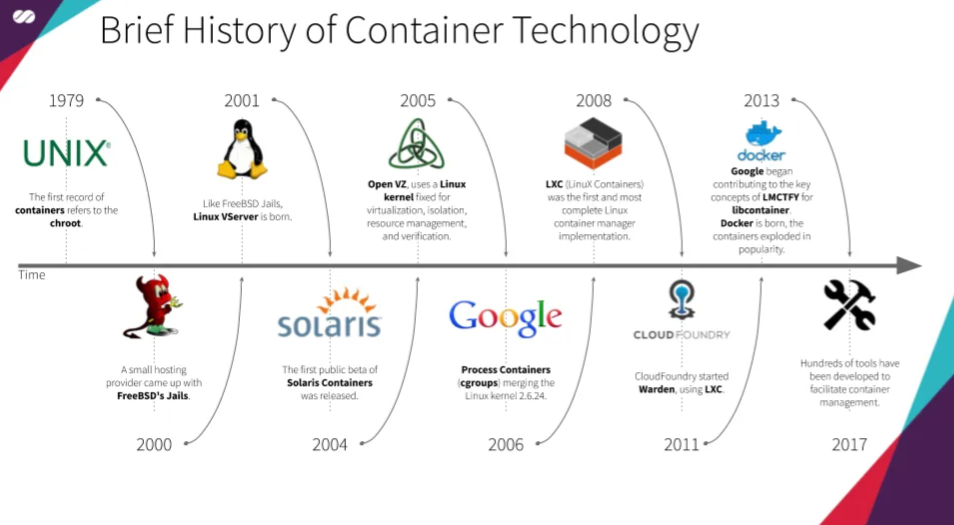 Brief History of Container Technology
1979
UNIX®
The first record of
containers refers to the
chroot.
2001
Like FreeBSD Jails,
Linux VServer is born.
2005
Open VZ, uses a Linux
kernel fixed for
virtualization, isolation,
resource management,
and verification.
2008
LXC (LinuX Containers)
was the first and most
complete Linux
container manager
implementation.
2013
docker
Google began
contributing to the key
concepts of LMCTFY for
libcontainer.
Docker is born, the
containers exploded in
popularity.
Time
A small hosting
provider came up with
FreeBSD's Jails.
2000
solaris
The first public beta of
Solaris Containers
was released.
2004
Google
Process Containers
(cgroups) merging the
Linux kernel 2.6.24.
2006
CLOUDFOUNDRY
CloudFoundry started
Warden, using LXC.
2011
Hundreds of tools have
been developed to
facilitate container
management.
2017